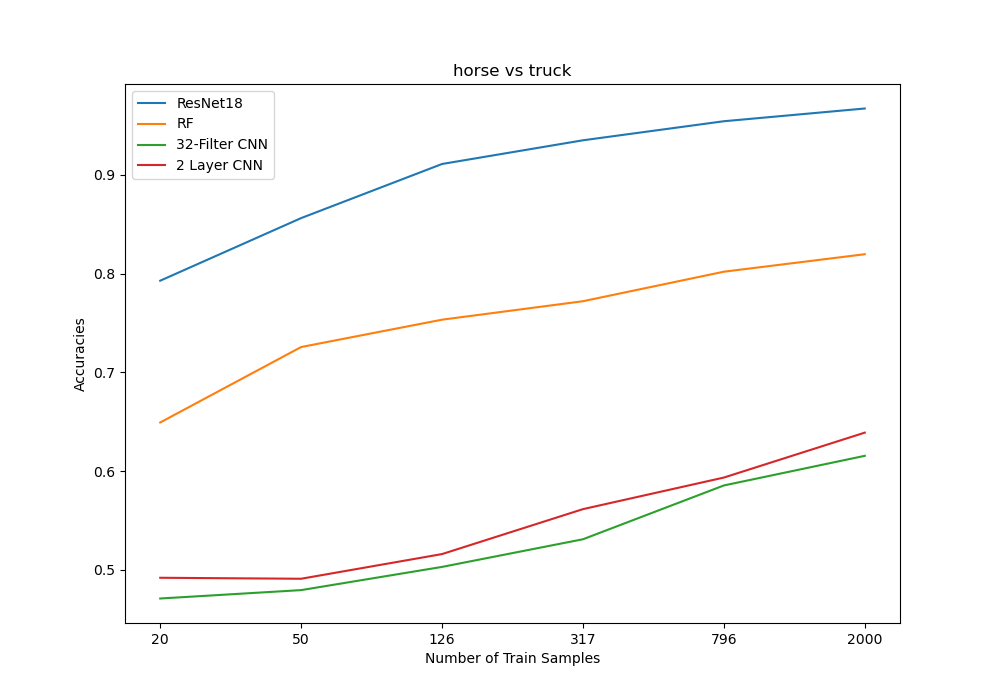 horse vs truck
ResNet18
RF
32-Filter CNN
2 Layer CNN
0.9
0.8
0.7
0.6
0.5
Accuracies
20 50 126 317 796 2000
Number of Train Samples